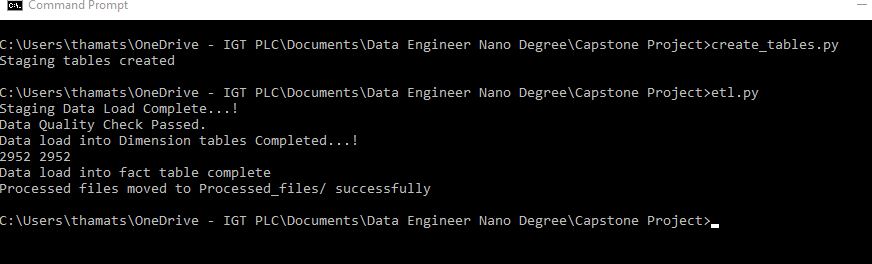 Command Prompt
C:\Users\thamats\OneDrive - IGT PLC\Documents\Data Engineer Nano Degree\Capstone Project>create_tables.py
Staging tables created
C:\Users\thamats\OneDrive - IGT PLC\Documents\Data Engineer Nano Degree\Capstone Project>etl.py
Staging Data Load Complete...!
Data Quality Check Passed.
Data load into Dimension tables Completed...!
2952 2952
Data load into fact table complete
Processed files moved to Processed_files/ successfully
C:\Users\thamats\OneDrive - IGT PLC\Documents\Data Engineer Nano Degree\Capstone Project>